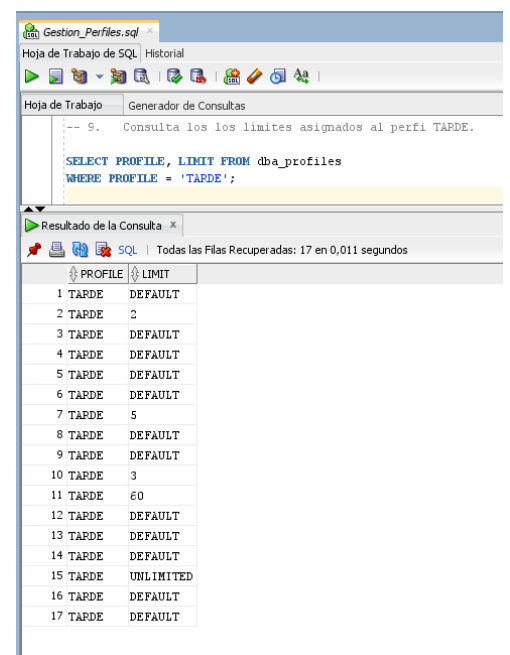 Gestion_Perfiles.sql
Hoja de Trabajo de SQL Historial
Hoja de Trabajo Generador de Consultas
-- 9. Consulta los los límites asignados al perfi TARDE.
SELECT PROFILE, LIMIT FROM dba_profiles
WHERE PROFILE = 'TARDE';
Resultado de la Consulta
SQL | Todas las Filas Recuperadas: 17 en 0,011 segundos
PROFILE LIMIT
1 TARDE DEFAULT
2 TARDE 2
3 TARDE DEFAULT
4 TARDE DEFAULT
5 TARDE DEFAULT
6 TARDE DEFAULT
7 TARDE 5
8 TARDE DEFAULT
9 TARDE DEFAULT
10 TARDE 3
11 TARDE 60
12 TARDE DEFAULT
13 TARDE DEFAULT
14 TARDE DEFAULT
15 TARDE UNLIMITED
16 TARDE DEFAULT
17 TARDE DEFAULT